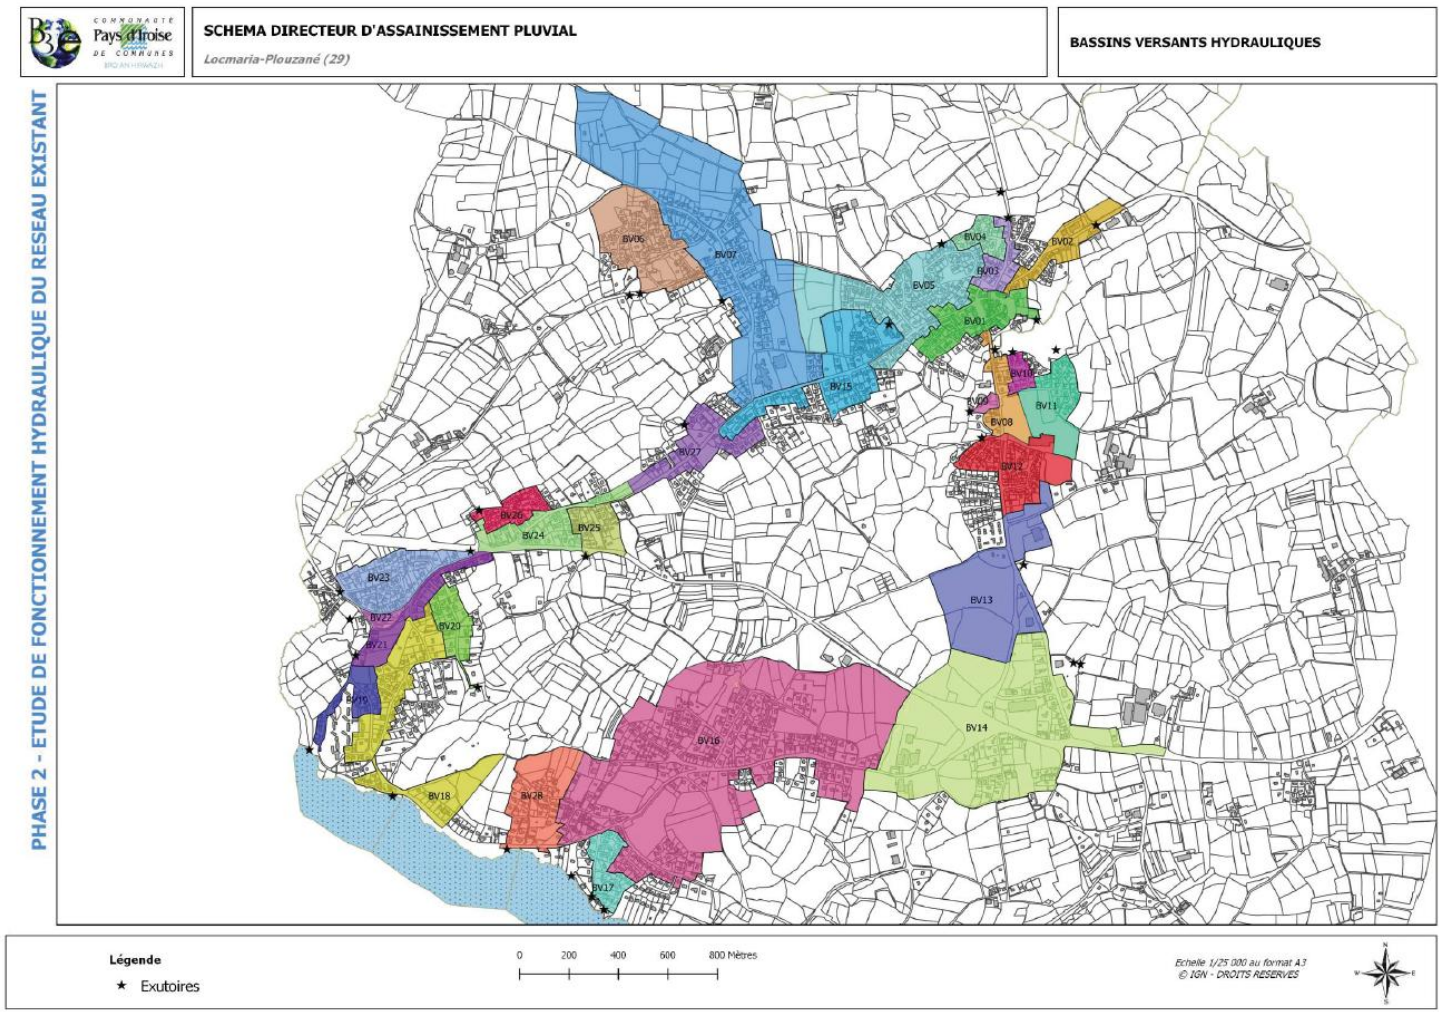 COMMUNAUTÉ
Pays d'Iroise
DE COMMUNES
SCHEMA DIRECTEUR D'ASSAINISSEMENT PLUVIAL
Locmaria-Plouzané (29)
BASSINS VERSANTS HYDRAULIQUES
PHASE 2 - ETUDE DE FONCTIONNEMENT HYDRAULIQUE DU RESEAU EXISTANT
BV06
BV07
BV04
BV02
BV03
BV05
BV01
BV10
BV15
BV09
BV11
BV08
BV27
BV12
BV26
BV25
BV24
BV23
BV13
BV22
BV20
BV21
BV19
BV14
BV16
BV18
BV28
BV17
Légende
Exutoires
0 200 400 600 800 Mètres
Echelle 1/25 000 au format A3
© IGN - DROITS RESERVES
N
W E
S